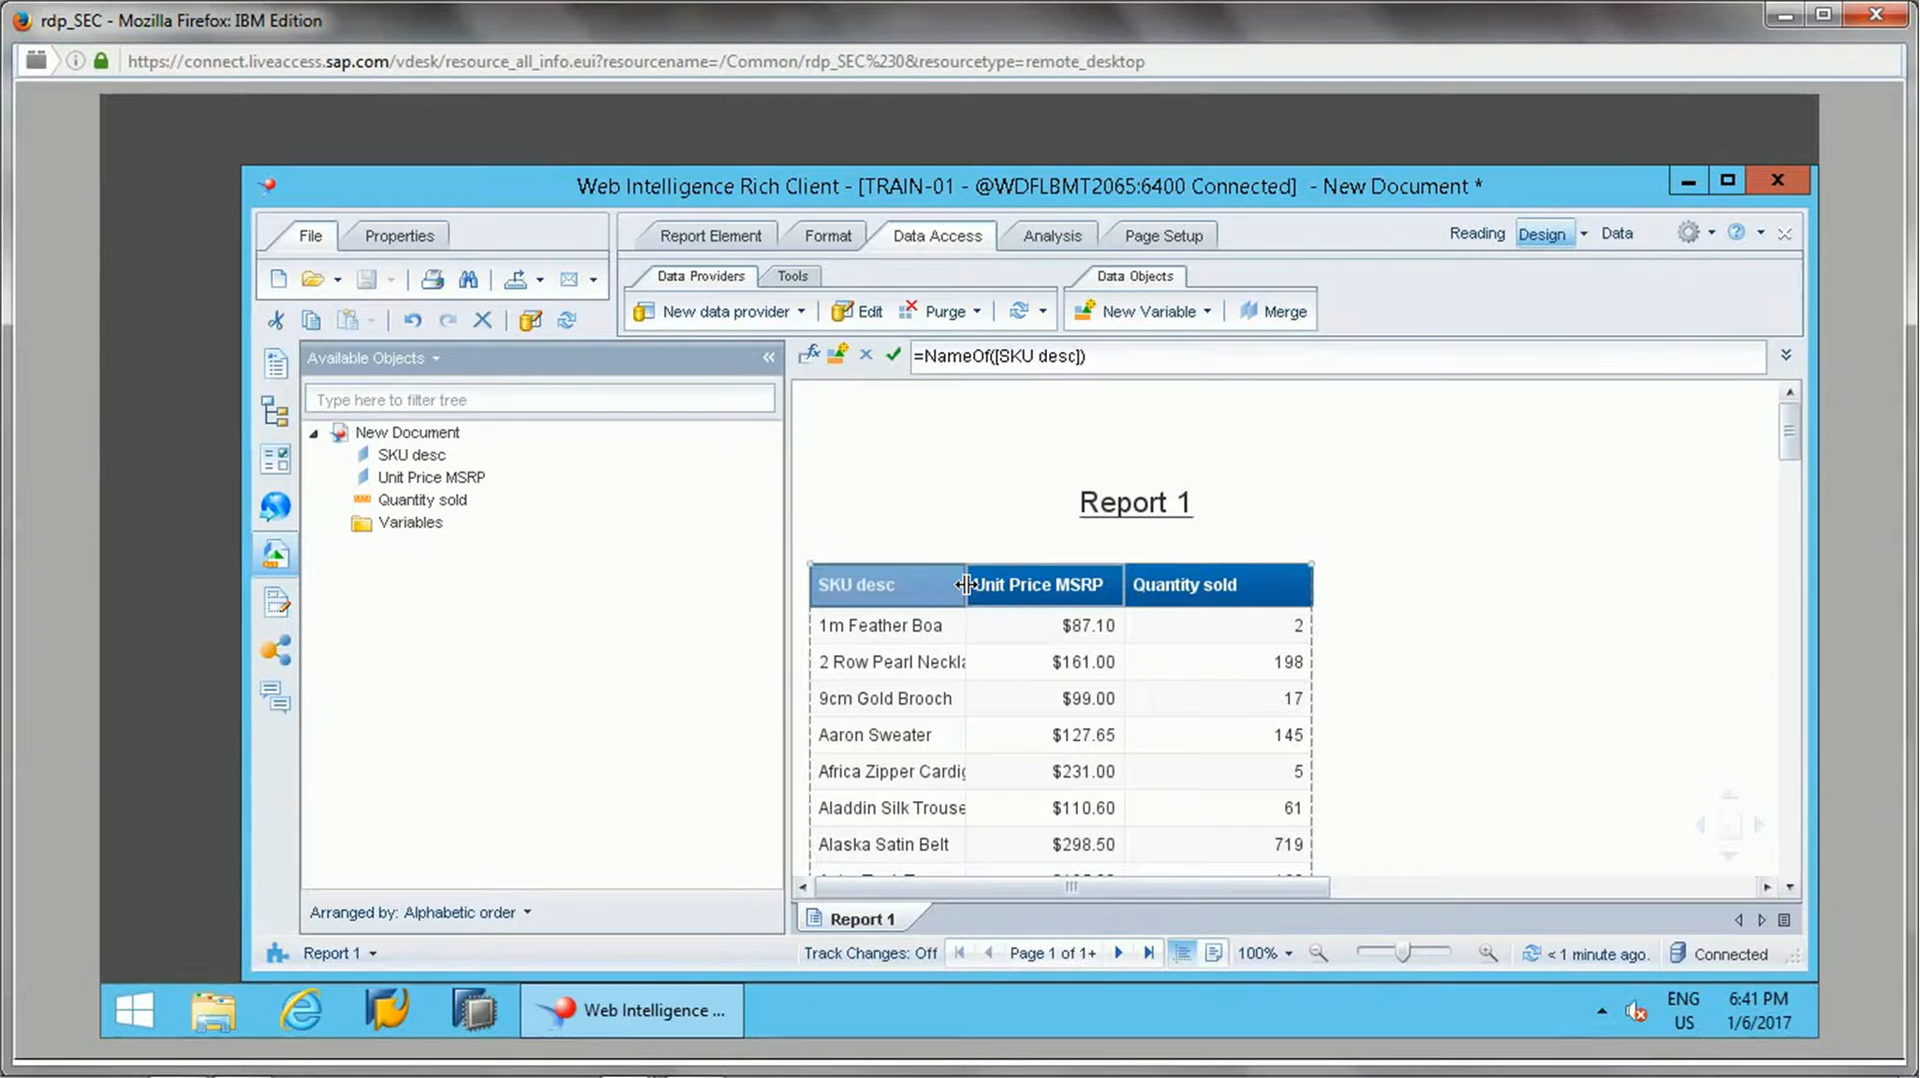 rdp_SEC - Mozilla Firefox: IBM Edition
https://connect.liveaccess.sap.com/vdesk/resource_all_info.eui?resourcename=/Common/rdp_SEC%230&resourcetype=remote_desktop
Web Intelligence Rich Client - [TRAIN-01 - @WDFLBMT2065:6400 Connected] - New Document *
File Properties Report Element Format Data Access Analysis Page Setup Reading Design Data
Data Providers Tools Data Objects
New data provider Edit Purge New Variable Merge
Available Objects
=NameOf([SKU desc])
Type here to filter tree
New Document
SKU desc
Unit Price MSRP
Quantity sold
Variables
Report 1
SKU desc Unit Price MSRP Quantity sold
1m Feather Boa $87.10 2
2 Row Pearl Neckla $161.00 198
9cm Gold Brooch $99.00 17
Aaron Sweater $127.65 145
Africa Zipper Cardig $231.00 5
Aladdin Silk Trouse $110.60 61
Alaska Satin Belt $298.50 719
Arranged by: Alphabetic order
Report 1
Report 1 Track Changes: Off Page 1 of 1+ 100% < 1 minute ago. Connected
Web Intelligence ...
ENG 6:41 PM
US 1/6/2017